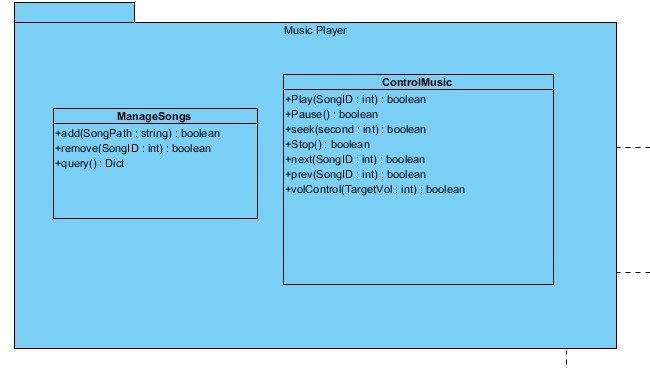 Music Player
ManageSongs
+add(SongPath : string) : boolean
+remove(SongID : int) : boolean
+query() : Dict
ControlMusic
+Play(SongID : int) : boolean
+Pause() : boolean
+seek(second : int) : boolean
+Stop() : boolean
+next(SongID : int) : boolean
+prev(SongID : int) : boolean
+volControl(TargetVol : int) : boolean